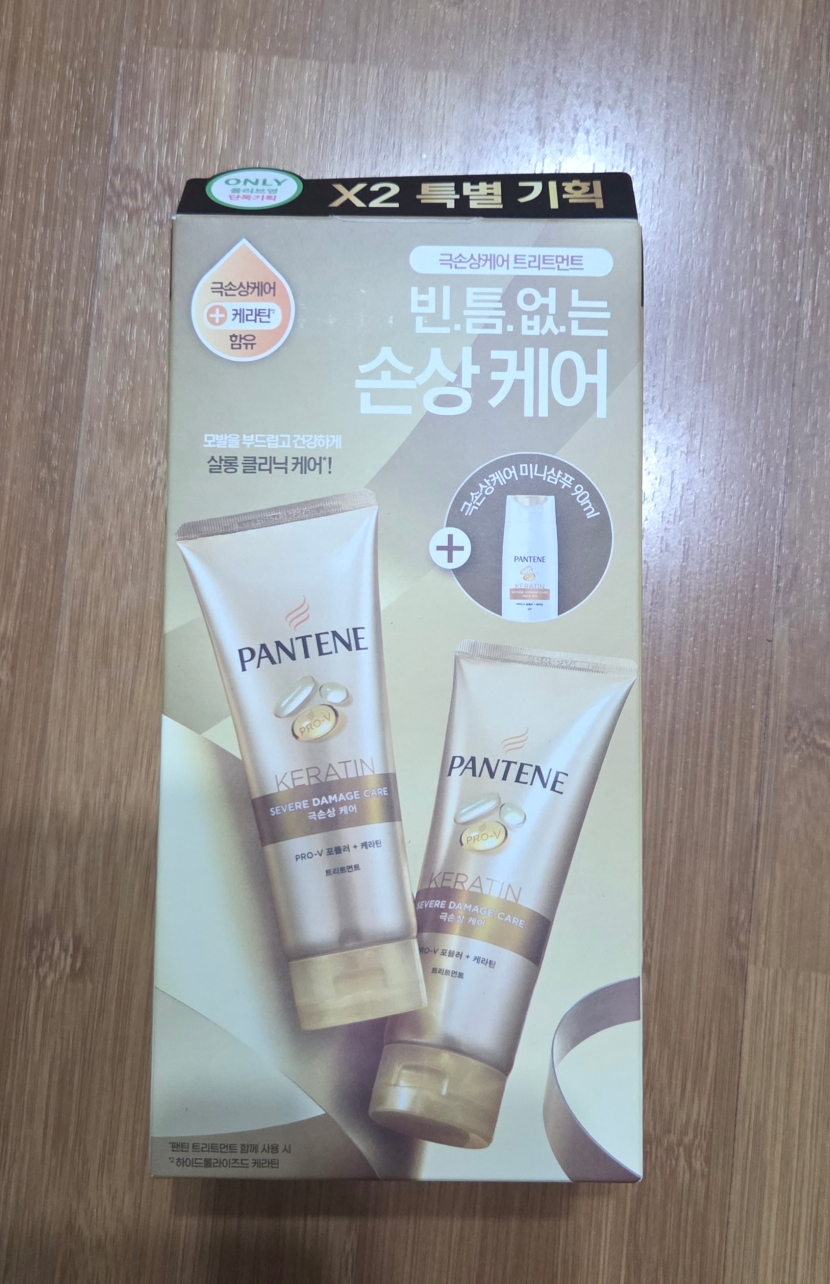 ONLY
올리브영
단독기획
X2 특별 기획
극손상케어
+ 케라틴*²
함유
극손상케어 트리트먼트
빈.틈.없.는
손상 케어
모발을 부드럽고 건강하게
살롱 클리닉 케어*!
극손상케어 미니샴푸 90ml
+
PANTENE
KERATIN
PANTENE
PRO-V
KERATIN
SEVERE DAMAGE CARE
극손상 케어
PRO-V 포뮬러 + 케라틴
트리트먼트
PANTENE
PRO-V
KERATIN
SEVERE DAMAGE CARE
극손상 케어
PRO-V 포뮬러 + 케라틴
트리트먼트
*팬틴 트리트먼트 함께 사용 시
*²하이드롤라이즈드 케라틴